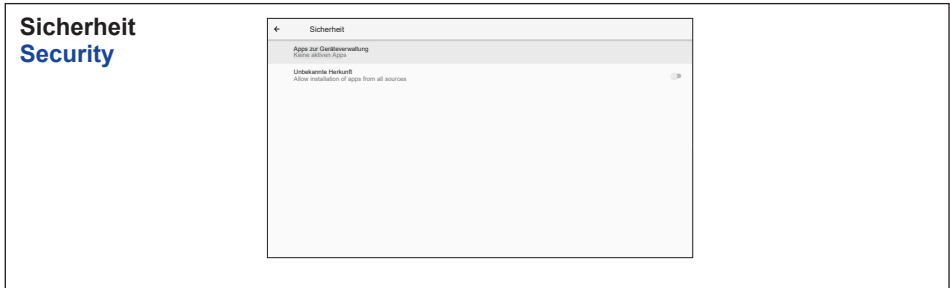 Sicherheit
Security
Sicherheit
Apps zur Geräteverwaltung
Keine aktiven Apps
Unbekannte Herkunft
Allow installation of apps from all sources